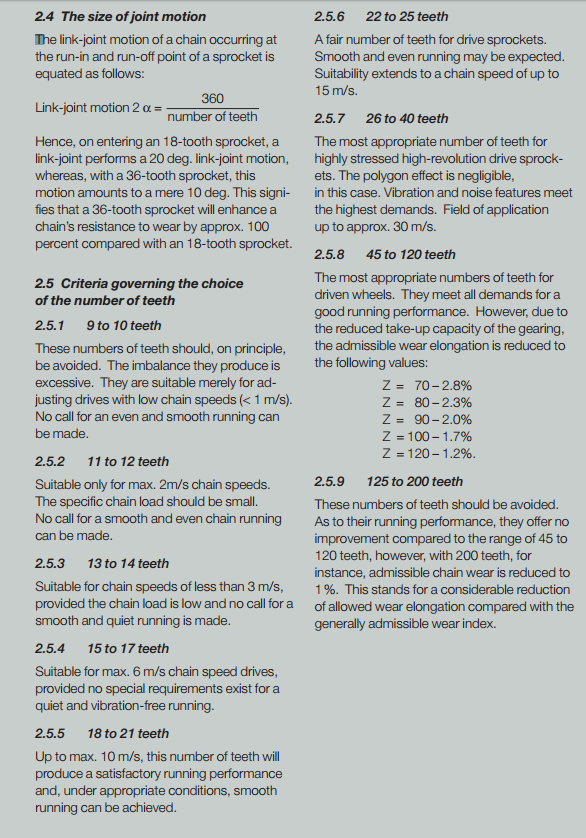 2.4 The size of joint motion
The link-joint motion of a chain occurring at
the run-in and run-off point of a sprocket is
equated as follows:
Link-joint motion 2 α = 360
number of teeth
Hence, on entering an 18-tooth sprocket, a
link-joint performs a 20 deg. link-joint motion,
whereas, with a 36-tooth sprocket, this
motion amounts to a mere 10 deg. This signi-
fies that a 36-tooth sprocket will enhance a
chain's resistance to wear by approx. 100
percent compared with an 18-tooth sprocket.
2.5 Criteria governing the choice
of the number of teeth
2.5.1 9 to 10 teeth
These numbers of teeth should, on principle,
be avoided. The imbalance they produce is
excessive. They are suitable merely for ad-
justing drives with low chain speeds (< 1 m/s).
No call for an even and smooth running can
be made.
2.5.2 11 to 12 teeth
Suitable only for max. 2m/s chain speeds.
The specific chain load should be small.
No call for a smooth and even chain running
can be made.
2.5.3 13 to 14 teeth
Suitable for chain speeds of less than 3 m/s,
provided the chain load is low and no call for a
smooth and quiet running is made.
2.5.4 15 to 17 teeth
Suitable for max. 6 m/s chain speed drives,
provided no special requirements exist for a
quiet and vibration-free running.
2.5.5 18 to 21 teeth
Up to max. 10 m/s, this number of teeth will
produce a satisfactory running performance
and, under appropriate conditions, smooth
running can be achieved.
2.5.6 22 to 25 teeth
A fair number of teeth for drive sprockets.
Smooth and even running may be expected.
Suitability extends to a chain speed of up to
15 m/s.
2.5.7 26 to 40 teeth
The most appropriate number of teeth for
highly stressed high-revolution drive sprock-
ets. The polygon effect is negligible,
in this case. Vibration and noise features meet
the highest demands. Field of application
up to approx. 30 m/s.
2.5.8 45 to 120 teeth
The most appropriate numbers of teeth for
driven wheels. They meet all demands for a
good running performance. However, due to
the reduced take-up capacity of the gearing,
the admissible wear elongation is reduced to
the following values:
Z = 70 – 2.8%
Z = 80 – 2.3%
Z = 90 – 2.0%
Z = 100 – 1.7%
Z = 120 – 1.2%.
2.5.9 125 to 200 teeth
These numbers of teeth should be avoided.
As to their running performance, they offer no
improvement compared to the range of 45 to
120 teeth, however, with 200 teeth, for
instance, admissible chain wear is reduced to
1%. This stands for a considerable reduction
of allowed wear elongation compared with the
generally admissible wear index.